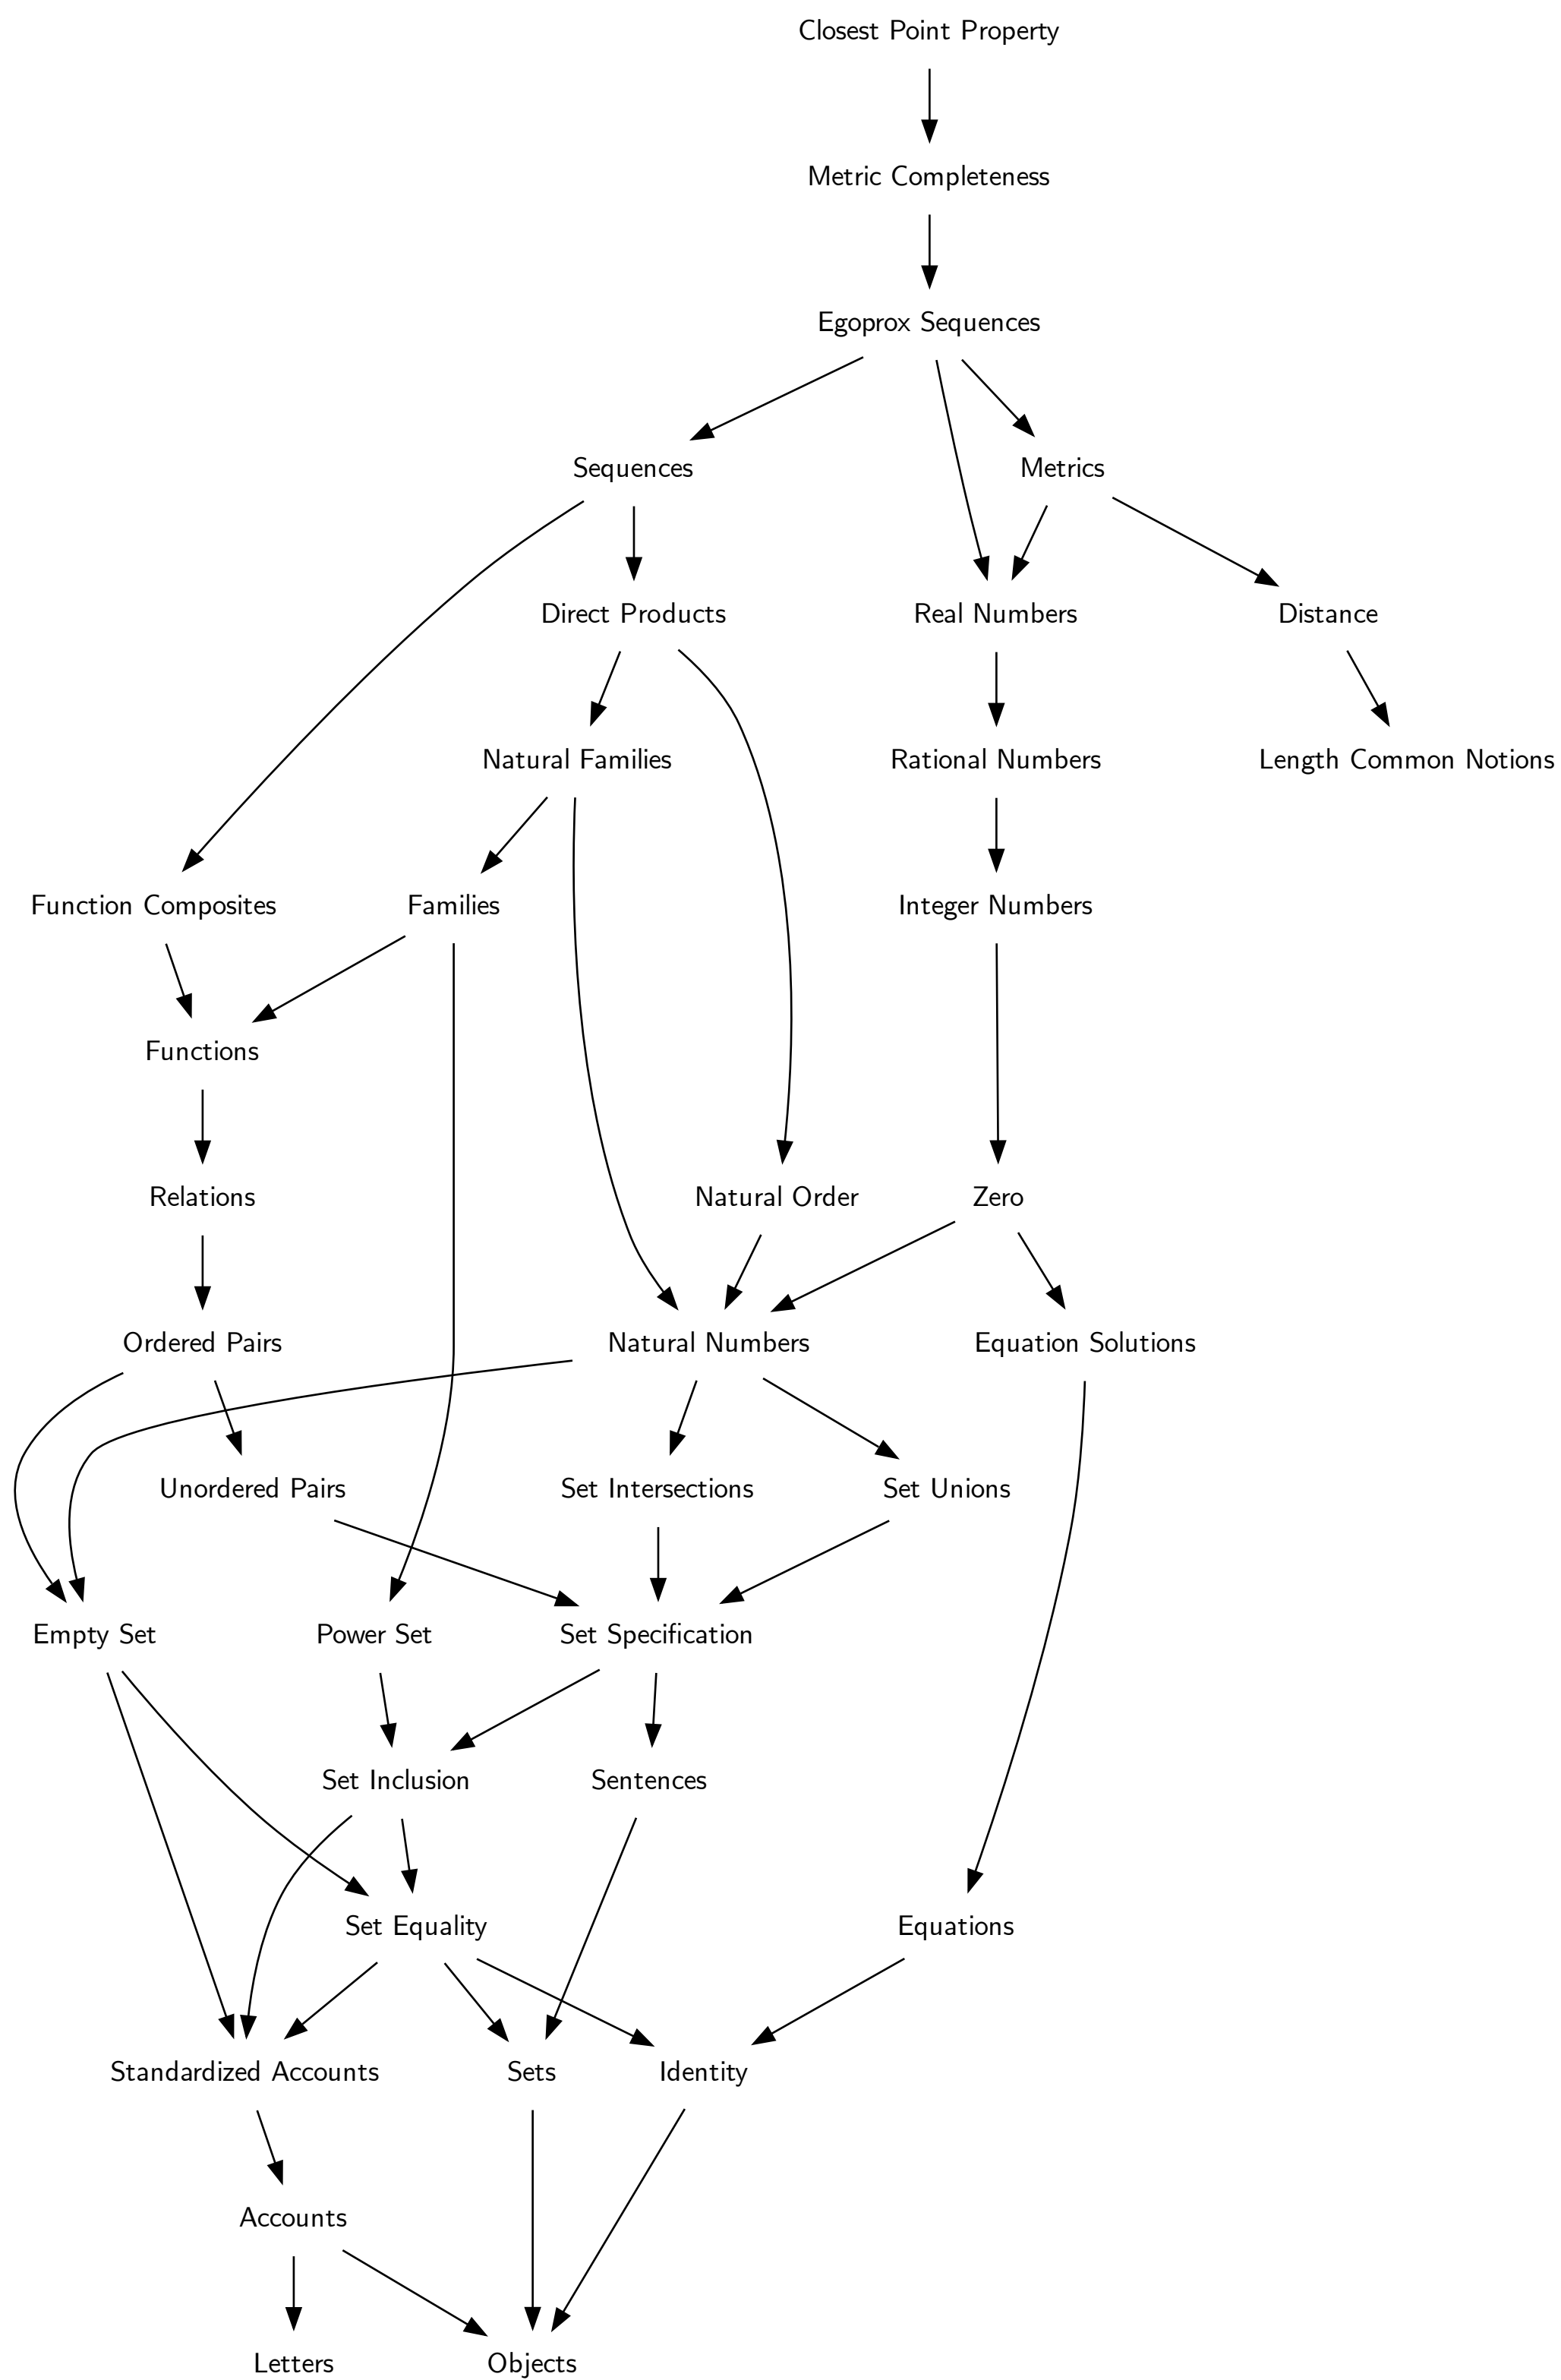 Closest Point Property
Metric Completeness
Egoprox Sequences
Sequences
Metrics
Direct Products
Real Numbers
Distance
Natural Families
Rational Numbers
Length Common Notions
Function Composites
Families
Integer Numbers
Functions
Relations
Natural Order
Zero
Ordered Pairs
Natural Numbers
Equation Solutions
Unordered Pairs
Set Intersections
Set Unions
Empty Set
Power Set
Set Specification
Set Inclusion
Sentences
Set Equality
Equations
Standardized Accounts
Sets
Identity
Accounts
Letters
Objects